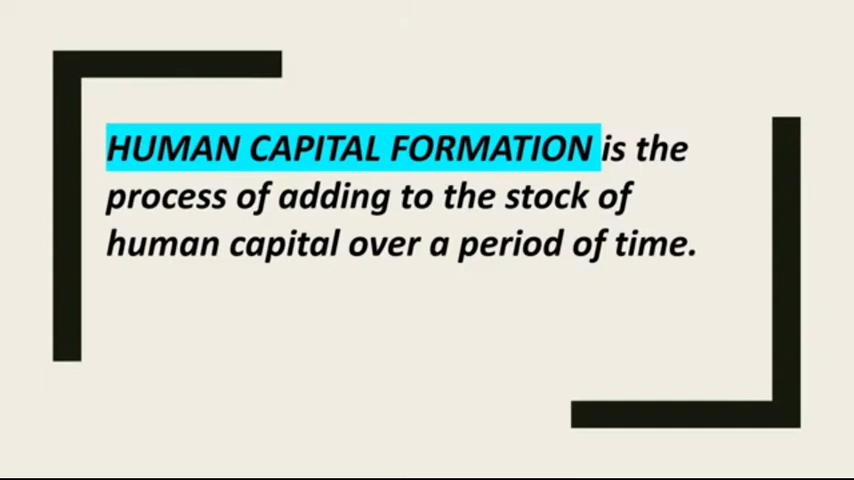 HUMAN CAPITAL FORMATION is the
process of adding to the stock of
human capital over a period of time.